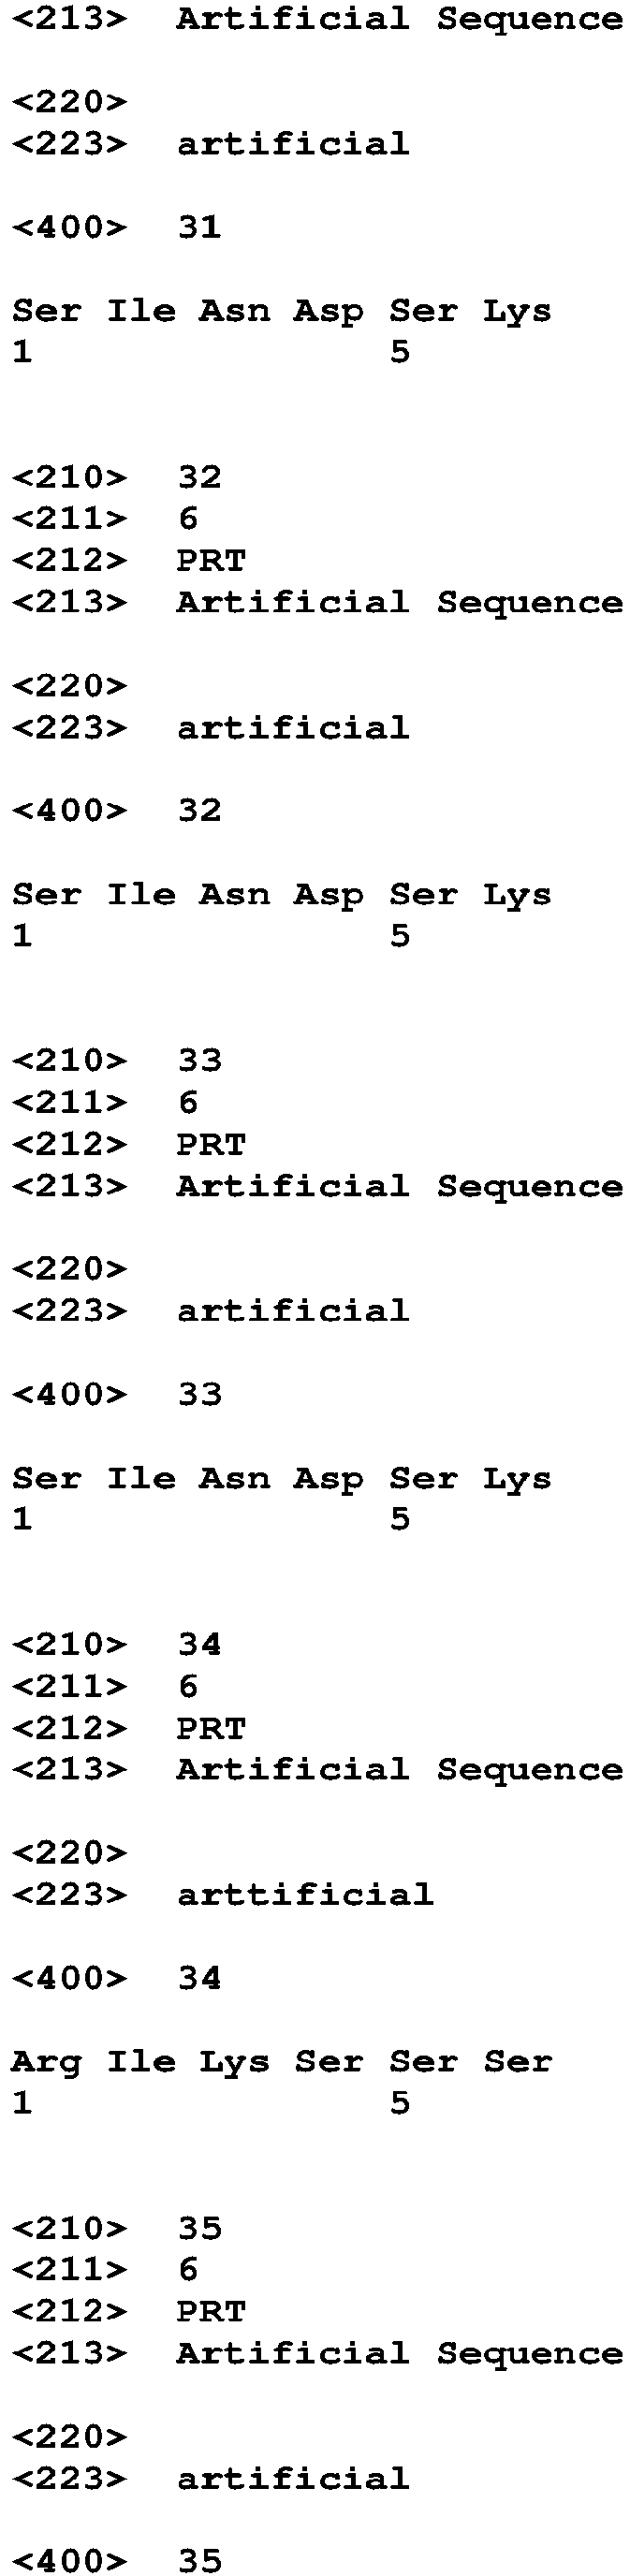 <213>  Artificial Sequence
<220>
<223>  artificial
<400>  31
Ser Ile Asn Asp Ser Lys
1               5
<210>  32
<211>  6
<212>  PRT
<213>  Artificial Sequence
<220>
<223>  artificial
<400>  32
Ser Ile Asn Asp Ser Lys
1               5
<210>  33
<211>  6
<212>  PRT
<213>  Artificial Sequence
<220>
<223>  artificial
<400>  33
Ser Ile Asn Asp Ser Lys
1               5
<210>  34
<211>  6
<212>  PRT
<213>  Artificial Sequence
<220>
<223>  arttificial
<400>  34
Arg Ile Lys Ser Ser Ser
1               5
<210>  35
<211>  6
<212>  PRT
<213>  Artificial Sequence
<220>
<223>  artificial
<400>  35